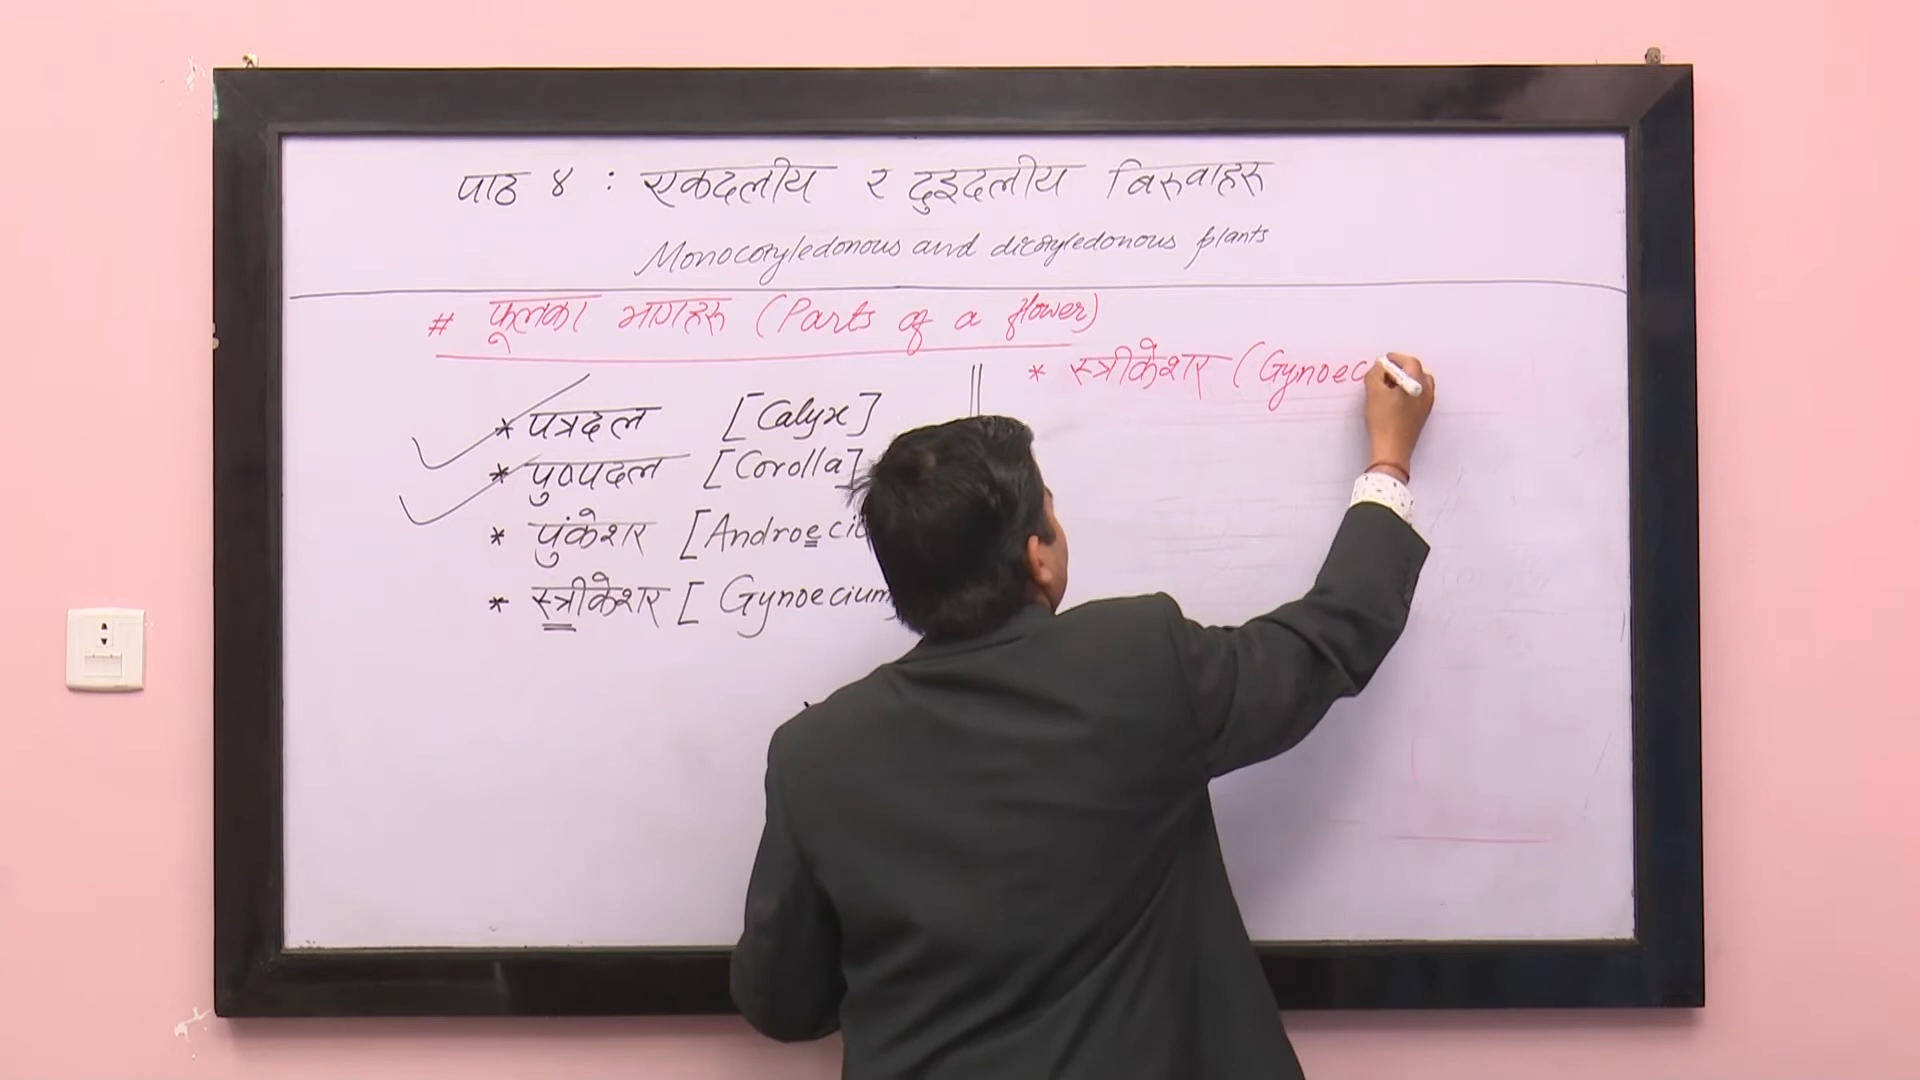 पाठ ४ : एकदलीय र दुइदलीय बिरुवाहरु
Monocotyledonous and dicotyledonous plants
# फूलका भागहरु (Parts of a flower)
* पत्रदल [Calyx]
* पुष्पदल [Corolla]
* पुंकेशर [Androeciu
* स्त्रीकेशर [Gynoecium
* स्त्रीकेशर (Gynoec